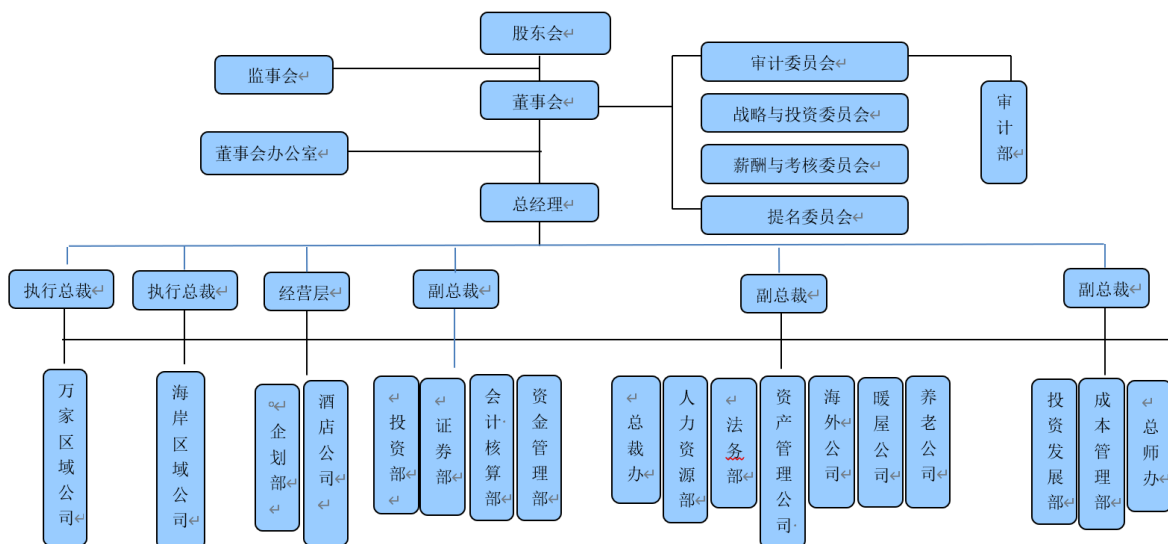 股东会
监事会
审计委员会
董事会
审计部
战略与投资委员会
董事会办公室
薪酬与考核委员会
总经理
提名委员会
执行总裁
执行总裁
经营层
副总裁
副总裁
副总裁
万家区域公司
海岸区域公司
企划部
酒店公司
投资部
证券部
会计核算部
资金管理部
总裁办
人力资源部
法务部
资产管理公司
海外公司
暖屋公司
养老公司
投资发展部
成本管理部
总师办